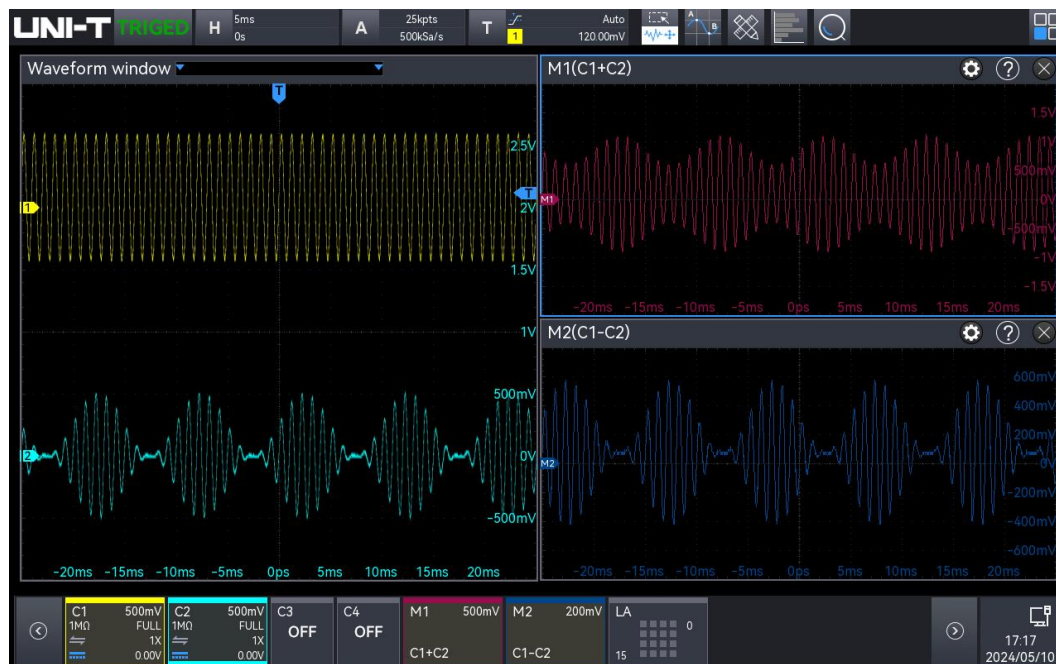 UNI-T TRIGED H 5ms 0s A 25kpts 500kSa/s T 1 Auto 120.00mV A B
Waveform window
T
2.5V
T
1
2V
1.5V
1V
500mV
2
0V
-500mV
-20ms -15ms -10ms -5ms 0ps 5ms 10ms 15ms 20ms
M1(C1+C2) ?
1.5V
1V
500mV
M1
0V
-500mV
-1V
-1.5V
-20ms -15ms -10ms -5ms 0ps 5ms 10ms 15ms 20ms
M2(C1-C2) ?
600mV
400mV
200mV
M2
0V
-200mV
-400mV
-600mV
-20ms -15ms -10ms -5ms 0ps 5ms 10ms 15ms 20ms
C1 500mV
1MΩ FULL
1X
0.00V
C2 500mV
1MΩ FULL
1X
0.00V
C3
OFF
C4
OFF
M1 500mV
C1+C2
M2 200mV
C1-C2
LA
0
15
17:17
2024/05/10